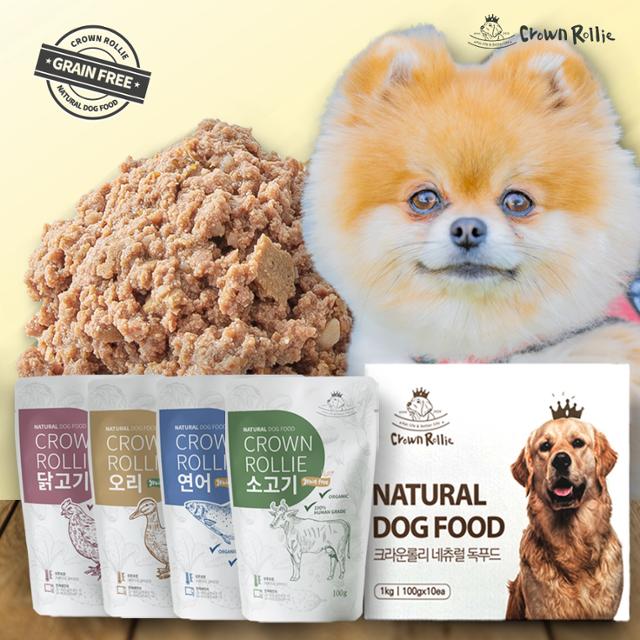 CROWN ROLLIE
GRAIN FREE
NATURAL DOG FOOD
Crown Rollie
NATURAL DOG FOOD
CROWN
ROLLIE
닭고기
NATURAL DOG FOOD
CROWN
ROLLIE
오리
NATURAL DOG FOOD
CROWN
ROLLIE
연어
ORGANIC
NATURAL DOG FOOD
CROWN
ROLLIE
소고기
ORGANIC
100%
HUMAN GRADE
100g
Crown Rollie
NATURAL
DOG FOOD
크라운롤리 네츄럴 독푸드
1kg | 100gx10ea